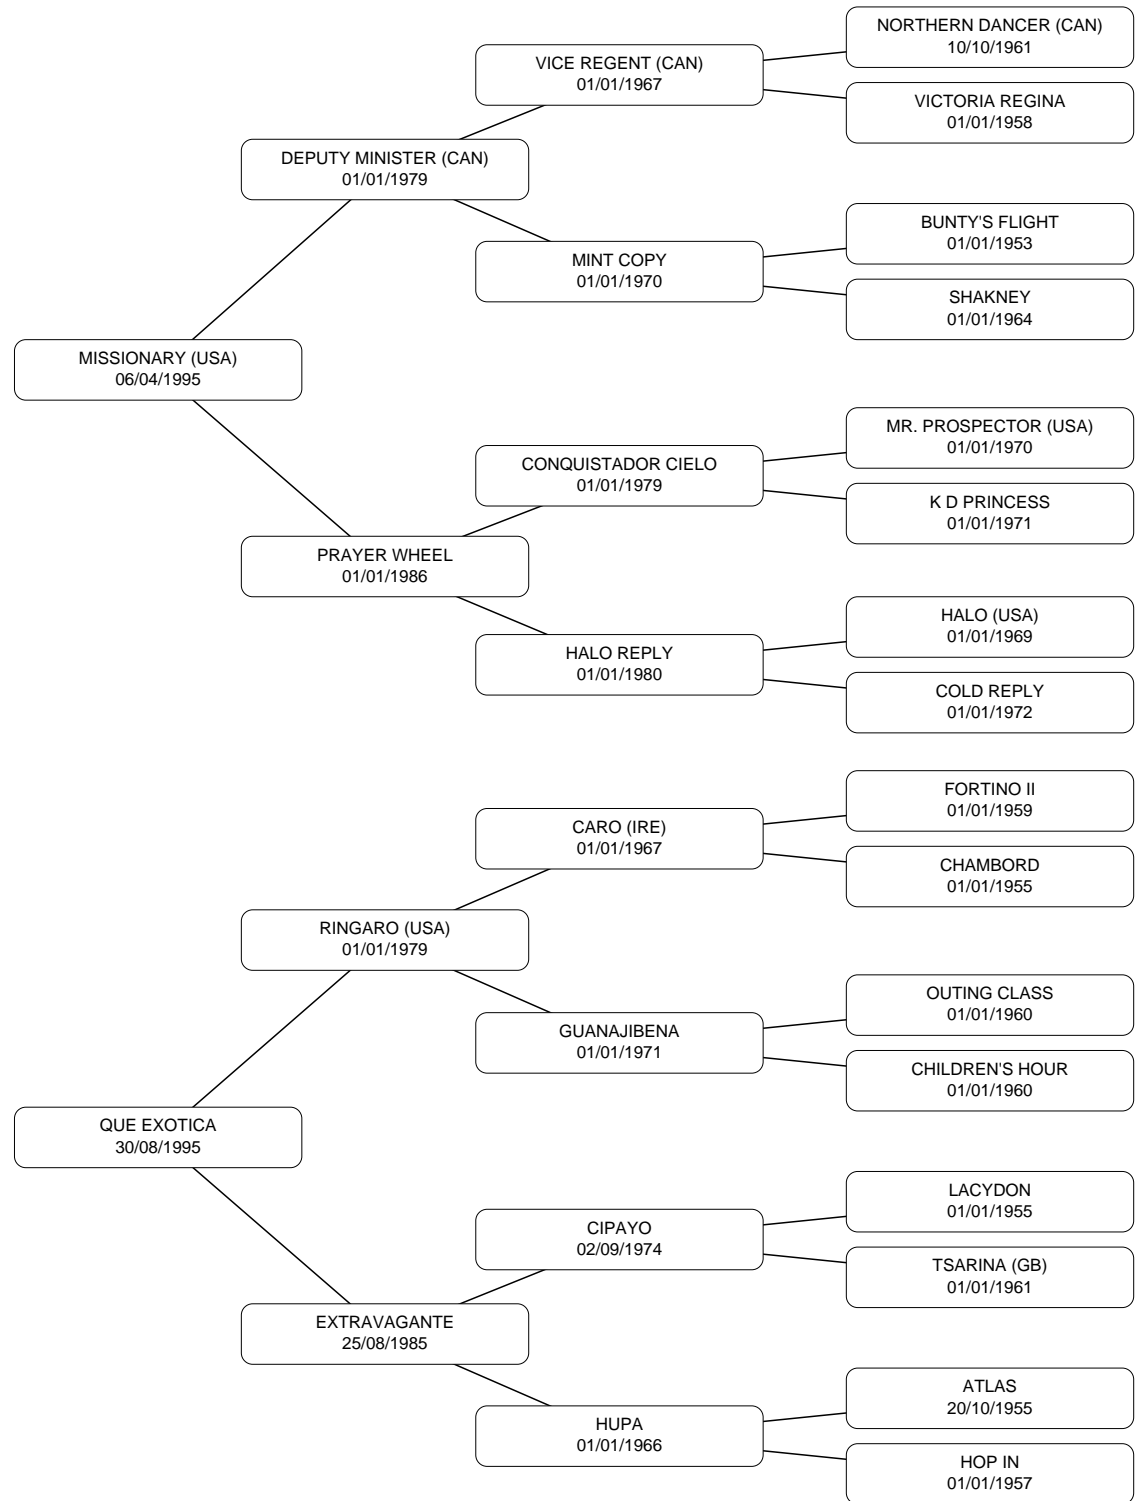 NORTHERN DANCER (CAN)
10/10/1961
VICE REGENT (CAN)
01/01/1967
VICTORIA REGINA
01/01/1958
DEPUTY MINISTER (CAN)
01/01/1979
BUNTY'S FLIGHT
01/01/1953
MINT COPY
01/01/1970
SHAKNEY
01/01/1964
MISSIONARY (USA)
06/04/1995
MR. PROSPECTOR (USA)
01/01/1970
CONQUISTADOR CIELO
01/01/1979
K D PRINCESS
01/01/1971
PRAYER WHEEL
01/01/1986
HALO (USA)
01/01/1969
HALO REPLY
01/01/1980
COLD REPLY
01/01/1972
FORTINO II
01/01/1959
CARO (IRE)
01/01/1967
CHAMBORD
01/01/1955
RINGARO (USA)
01/01/1979
OUTING CLASS
01/01/1960
GUANAJIBENA
01/01/1971
CHILDREN'S HOUR
01/01/1960
QUE EXOTICA
30/08/1995
LACYDON
01/01/1955
CIPAYO
02/09/1974
TSARINA (GB)
01/01/1961
EXTRAVAGANTE
25/08/1985
ATLAS
20/10/1955
HUPA
01/01/1966
HOP IN
01/01/1957